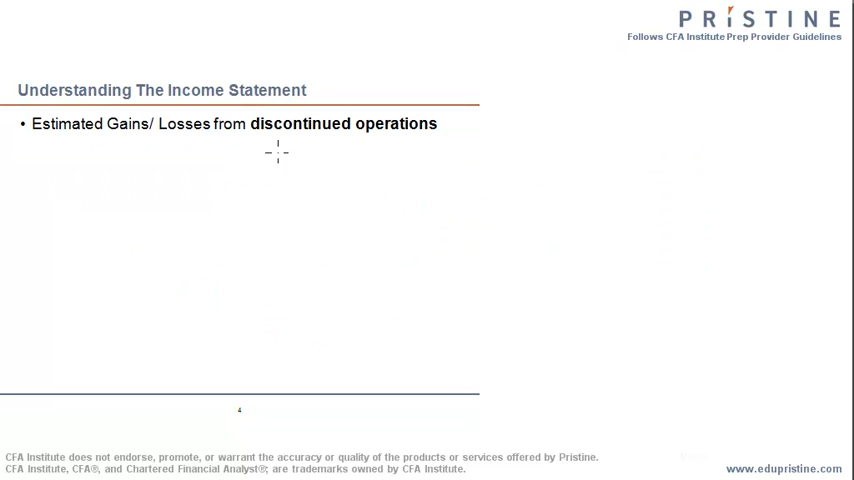 PRiSTINE
Follows CFA Institute Prep Provider Guidelines
Understanding The Income Statement
• Estimated Gains/ Losses from discontinued operations
4
CFA Institute does not endorse, promote, or warrant the accuracy or quality of the products or services offered by Pristine.
CFA Institute, CFA®, and Chartered Financial Analyst®; are trademarks owned by CFA Institute.
www.edupristine.com